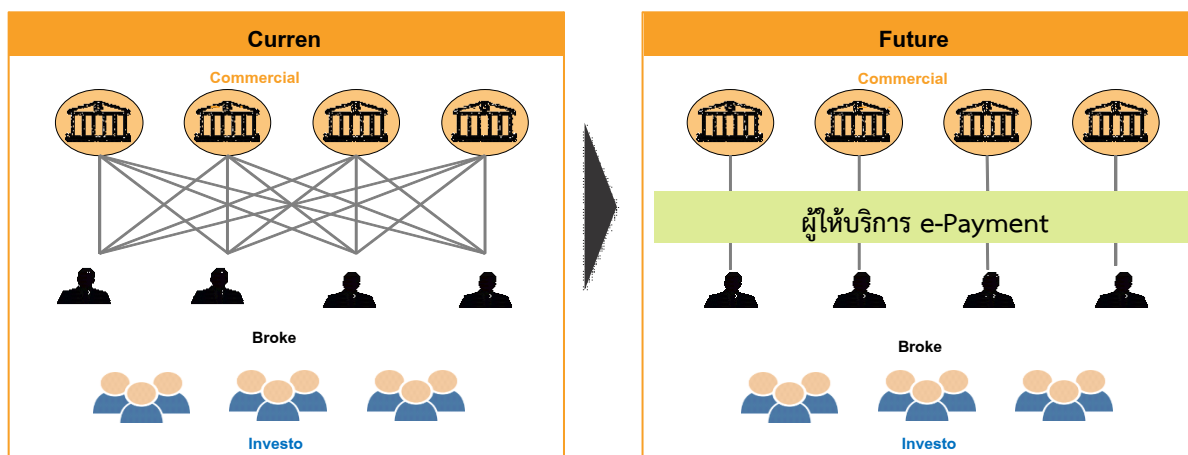 Curren
Commercial
Broke
Investo
Future
Commercial
ผู้ให้บริการ e-Payment
Broke
Investo